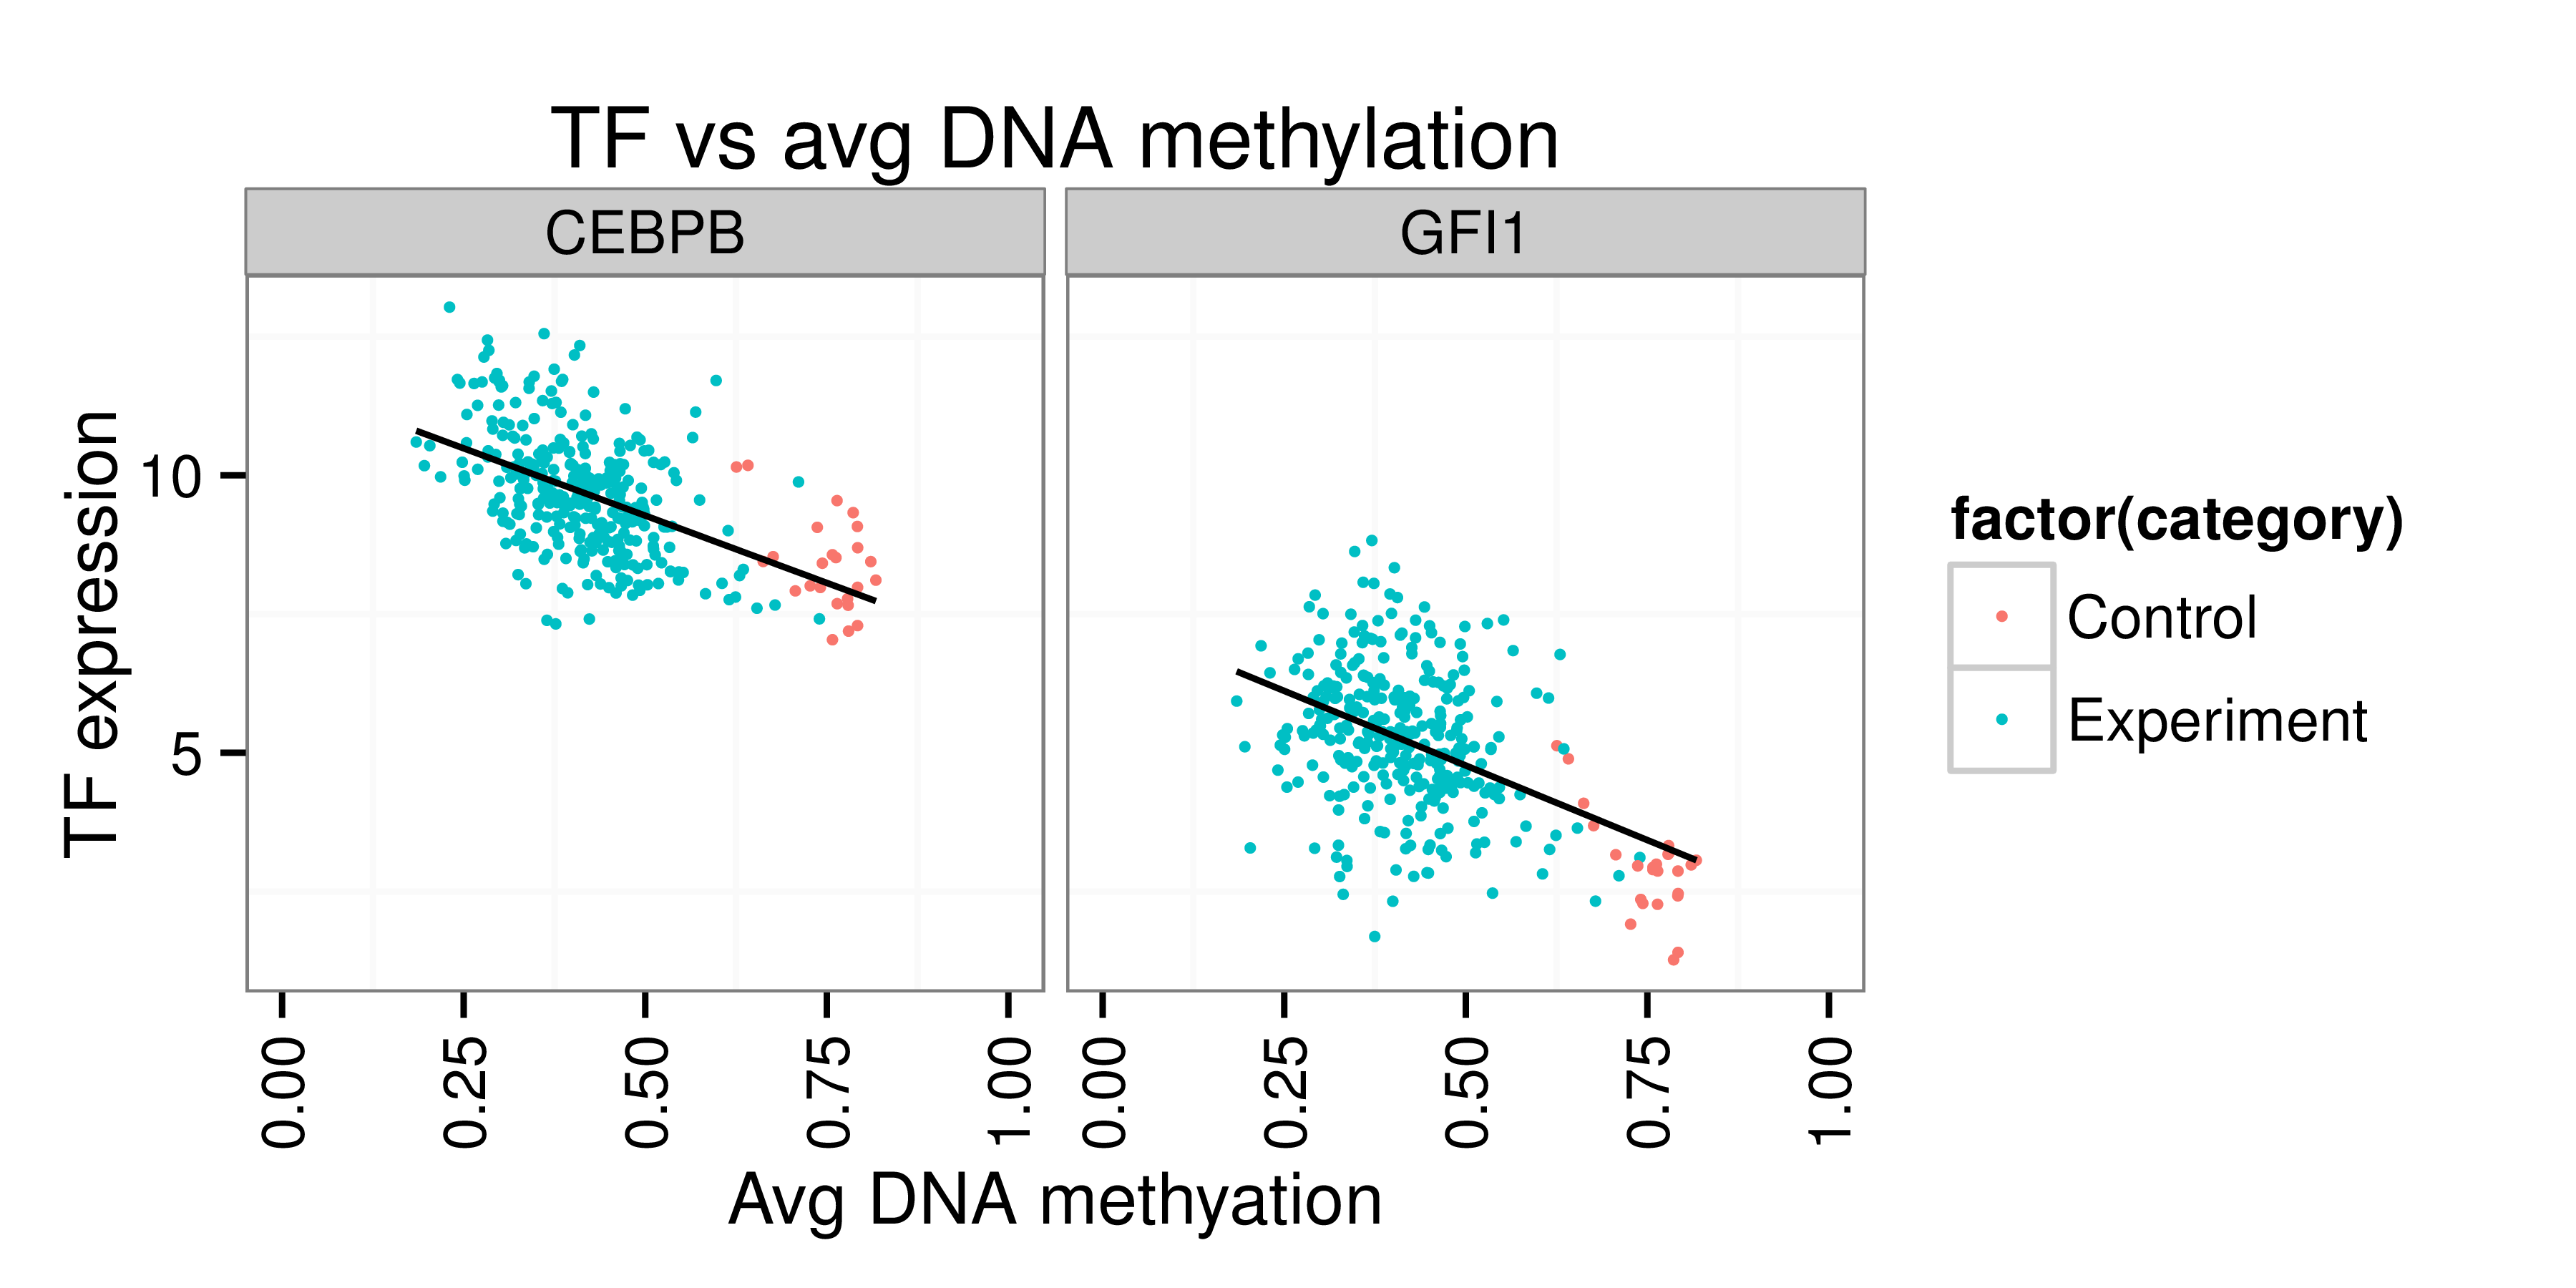 TF vs avg DNA methylation
CEBPB
GFI1
TF expression
10
5
0.00
0.25
0.50
0.75
1.00
0.00
0.25
0.50
0.75
1.00
Avg DNA methyation
factor(category)
Control
Experiment